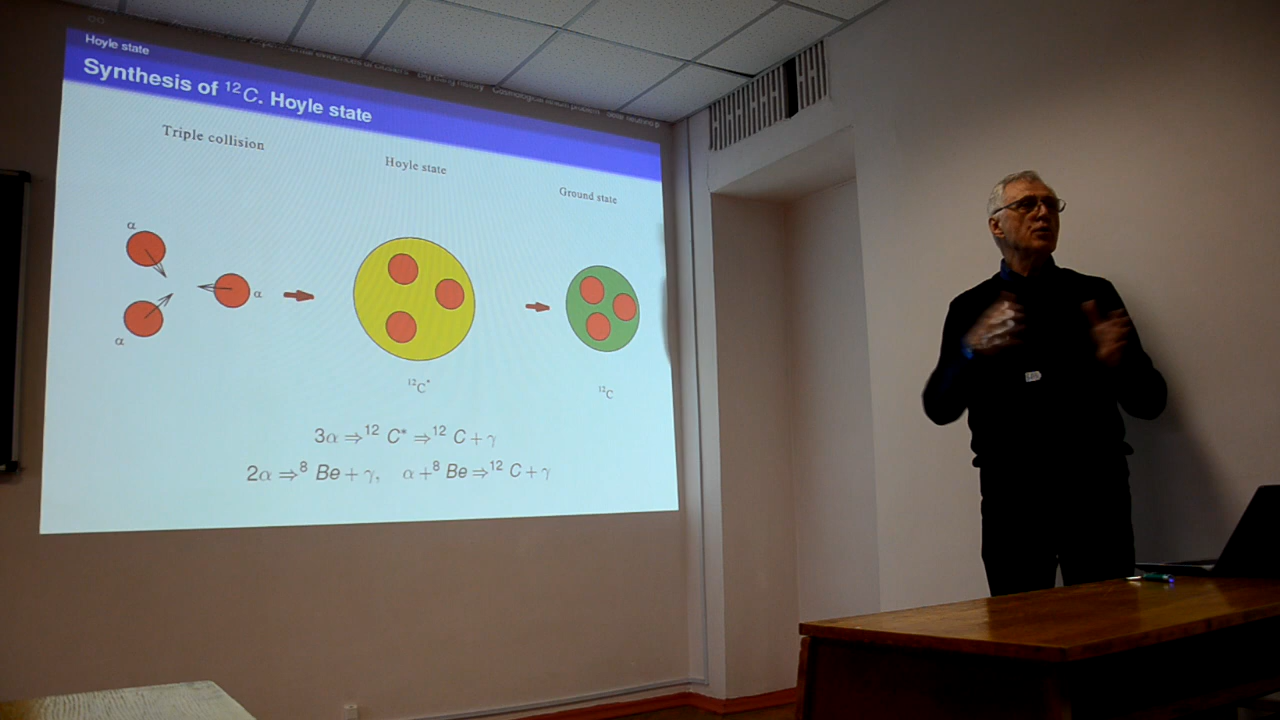 Hoyle state
Synthesis of ¹²C. Hoyle state
Triple collision
Hoyle state
Ground state
α
α
α
¹²C*
¹²C
3α ⇒¹² C* ⇒¹² C + γ
2α ⇒⁸ Be + γ, α +⁸ Be ⇒¹² C + γ